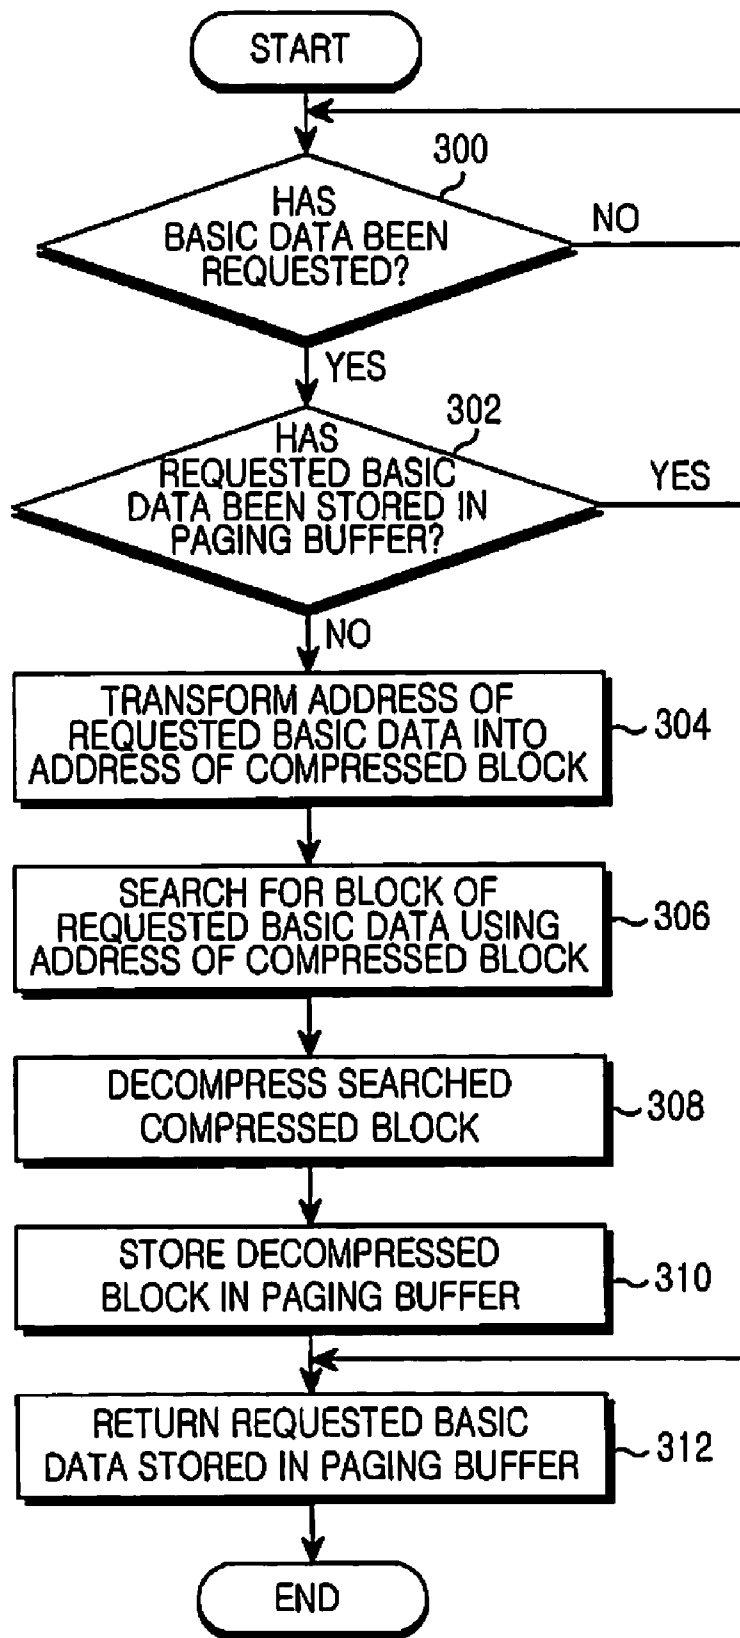 START
300
HAS
BASIC DATA BEEN
REQUESTED?
NO
YES
302
HAS
REQUESTED BASIC
DATA BEEN STORED IN
PAGING BUFFER?
YES
NO
TRANSFORM ADDRESS OF
REQUESTED BASIC DATA INTO
ADDRESS OF COMPRESSED BLOCK
304
SEARCH FOR BLOCK OF
REQUESTED BASIC DATA USING
ADDRESS OF COMPRESSED BLOCK
306
DECOMPRESS SEARCHED
COMPRESSED BLOCK
308
STORE DECOMPRESSED
BLOCK IN PAGING BUFFER
310
RETURN REQUESTED BASIC
DATA STORED IN PAGING BUFFER
312
END